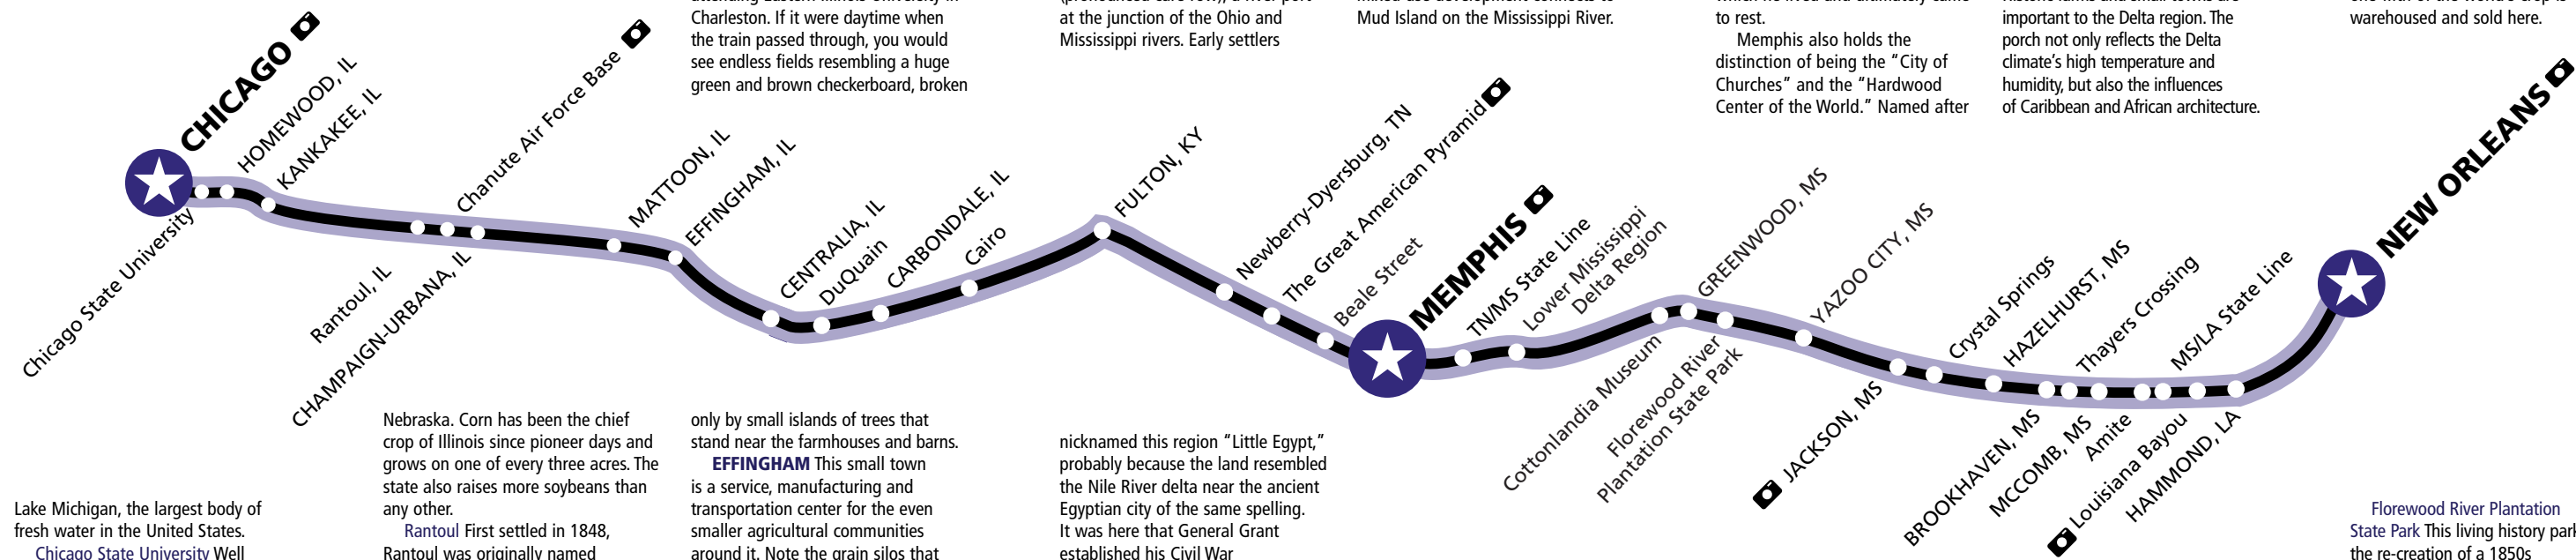 Charleston. If it were daytime when
the train passed through, you would
see endless fields resembling a huge
green and brown checkerboard, broken
at the junction of the Ohio and
Mississippi rivers. Early settlers
Mud Island on the Mississippi River.
to rest.
Memphis also holds the
distinction of being the “City of
Churches” and the “Hardwood
Center of the World.” Named after
important to the Delta region. The
porch not only reflects the Delta
climate’s high temperature and
humidity, but also the influences
of Caribbean and African architecture.
warehoused and sold here.
CHICAGO
Chicago State University
HOMEWOOD, IL
KANKAKEE, IL
Rantoul, IL
Chanute Air Force Base
CHAMPAIGN-URBANA, IL
MATTOON, IL
EFFINGHAM, IL
CENTRALIA, IL
DuQuain
CARBONDALE, IL
Cairo
FULTON, KY
Newberry-Dyersburg, TN
The Great American Pyramid
Beale Street
MEMPHIS
TN/MS State Line
Lower Mississippi
Delta Region
Cottonlandia Museum
GREENWOOD, MS
Florewood River
Plantation State Park
YAZOO CITY, MS
JACKSON, MS
Crystal Springs
HAZELHURST, MS
BROOKHAVEN, MS
MCCOMB, MS
Thayers Crossing
Amite
MS/LA State Line
Louisiana Bayou
HAMMOND, LA
NEW ORLEANS
Lake Michigan, the largest body of
fresh water in the United States.
Chicago State University Well
Nebraska. Corn has been the chief
crop of Illinois since pioneer days and
grows on one of every three acres. The
state also raises more soybeans than
any other.
Rantoul First settled in 1848,
Rantoul was originally named
only by small islands of trees that
stand near the farmhouses and barns.
EFFINGHAM This small town
is a service, manufacturing and
transportation center for the even
smaller agricultural communities
around it. Note the grain silos that
nicknamed this region “Little Egypt,”
probably because the land resembled
the Nile River delta near the ancient
Egyptian city of the same spelling.
It was here that General Grant
established his Civil War
Florewood River Plantation
State Park This living history park
the re-creation of a 1850s